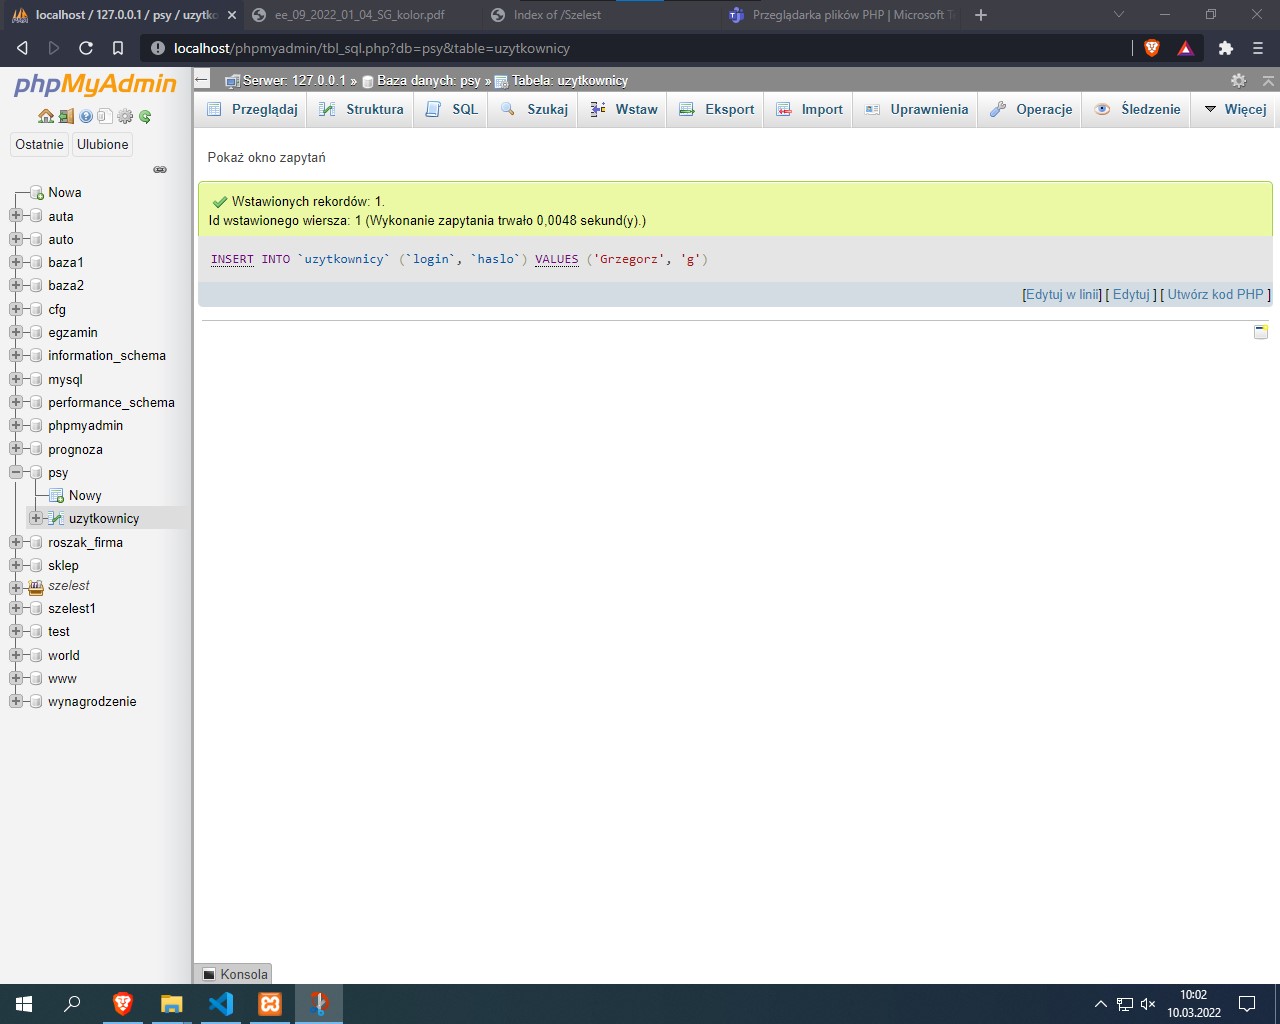 localhost / 127.0.0.1 / psy / uzytko
ee_09_2022_01_04_SG_kolor.pdf
Index of /Szelest
Przeglądarka plików PHP | Microsoft T
localhost/phpmyadmin/tbl_sql.php?db=psy&table=uzytkownicy
phpMyAdmin
Ostatnie
Ulubione
Nowa
auta
auto
baza1
baza2
cfg
egzamin
information_schema
mysql
performance_schema
phpmyadmin
prognoza
psy
Nowy
uzytkownicy
roszak_firma
sklep
szelest
szelest1
test
world
www
wynagrodzenie
Serwer: 127.0.0.1 » Baza danych: psy » Tabela: uzytkownicy
Przeglądaj
Struktura
SQL
Szukaj
Wstaw
Eksport
Import
Uprawnienia
Operacje
Śledzenie
Więcej
Pokaż okno zapytań
Wstawionych rekordów: 1.
Id wstawionego wiersza: 1 (Wykonanie zapytania trwało 0,0048 sekund(y).)
INSERT INTO `uzytkownicy` (`login`, `haslo`) VALUES ('Grzegorz', 'g')
[Edytuj w linii] [ Edytuj ] [ Utwórz kod PHP ]
Konsola
10:02
10.03.2022